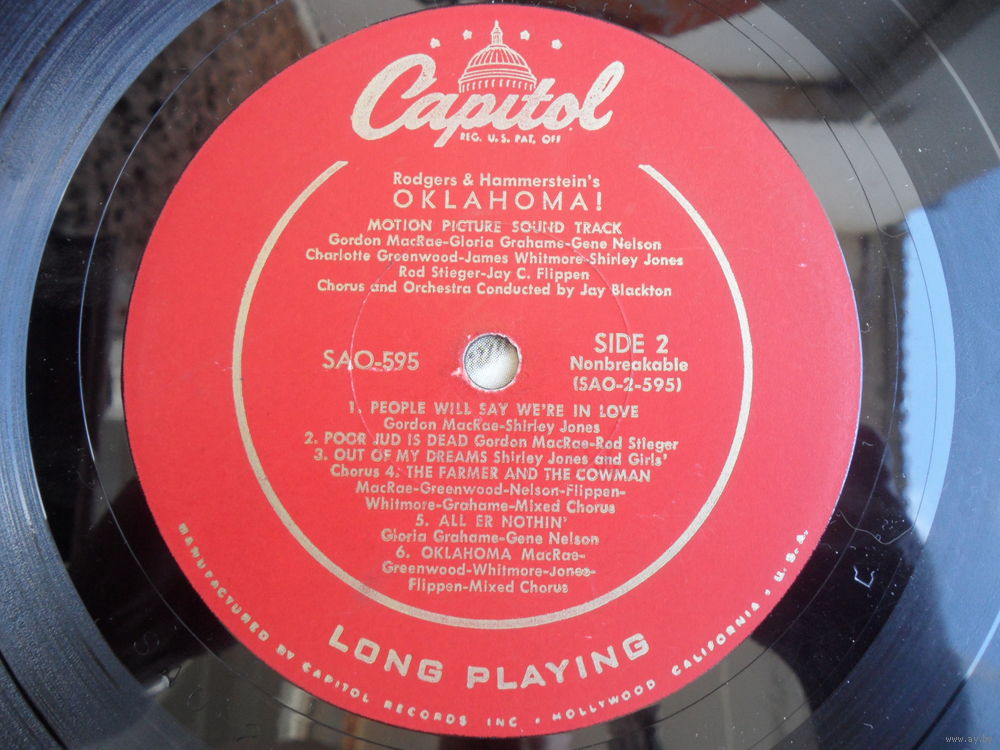 Capitol
REG. U.S. PAT. OFF.
Rodgers & Hammerstein's
OKLAHOMA!
MOTION PICTURE SOUND TRACK
Gordon MacRae-Gloria Grahame-Gene Nelson
Charlotte Greenwood-James Whitmore-Shirley Jones
Rod Stieger-Jay C. Flippen
Chorus and Orchestra Conducted by Jay Blackton
SAO-595
SIDE 2
Nonbreakable
(SAO-2-595)
1. PEOPLE WILL SAY WE'RE IN LOVE
Gordon MacRae-Shirley Jones
2. POOR JUD IS DEAD Gordon MacRae-Rod Stieger
3. OUT OF MY DREAMS Shirley Jones and Girls'
Chorus 4. THE FARMER AND THE COWMAN
MacRae-Greenwood-Nelson-Flippen-
Whitmore-Grahame-Mixed Chorus
5. ALL ER NOTHIN'
Gloria Grahame-Gene Nelson
6. OKLAHOMA MacRae-
Greenwood-Whitmore-Jones-
Flippen-Mixed Chorus
LONG PLAYING
MANUFACTURED BY CAPITOL RECORDS INC. • HOLLYWOOD CALIFORNIA • U.S.A.